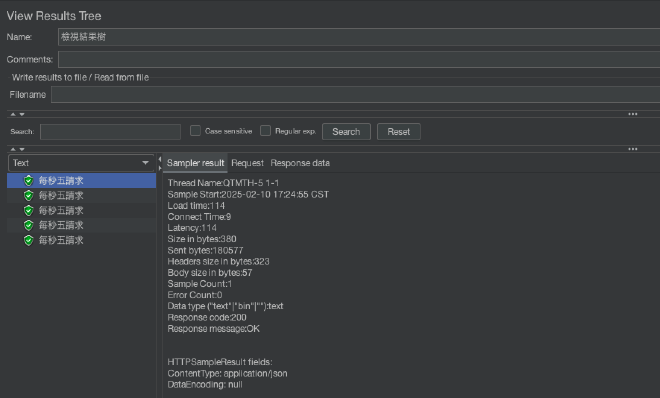 View Results Tree
Name: 檢視結果樹
Comments:
Write results to file / Read from file
Filename
Search: Case sensitive Regular exp. Search Reset
Text
每秒五請求
每秒五請求
每秒五請求
每秒五請求
每秒五請求
Sampler result Request Response data
Thread Name:QTMTH-5 1-1
Sample Start:2025-02-10 17:24:55 CST
Load time:114
Connect Time:9
Latency:114
Size in bytes:380
Sent bytes:180577
Headers size in bytes:323
Body size in bytes:57
Sample Count:1
Error Count:0
Data type ("text"|"bin"|""):text
Response code:200
Response message:OK
HTTPSampleResult fields:
ContentType: application/json
DataEncoding: null